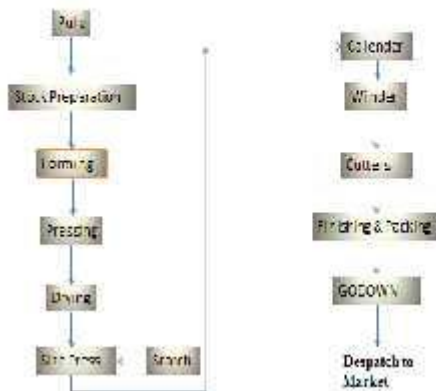 Pulp
Stock Preparation
Forming
Pressing
Drying
Size Press
Starch
Calender
Winder
Cutters
Finishing & Packing
GODOWN
Despatch to
Market